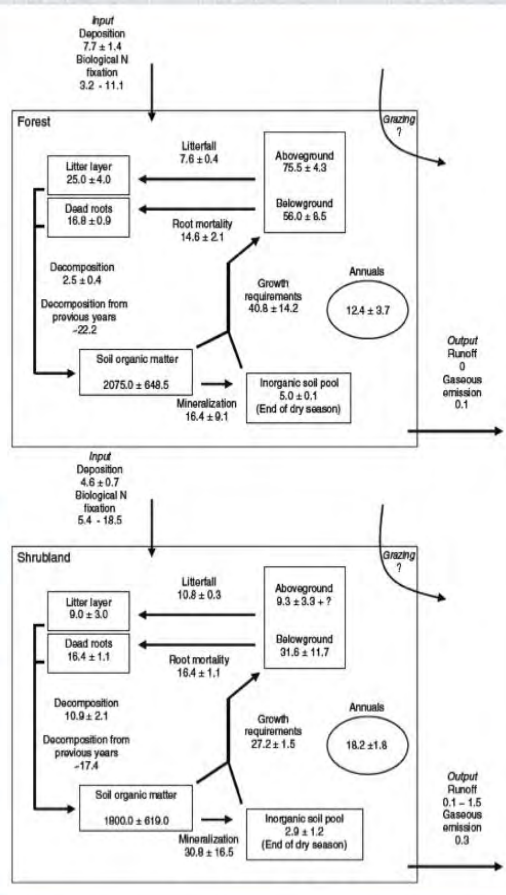 Input
Deposition
7.7 ± 1.4
Biological N
fixation
3.2 - 11.1
Forest
Grazing
?
Litterfall
7.6 ± 0.4
Aboveground
75.5 ± 4.3
Litter layer
25.0 ± 4.0
Dead roots
16.8 ± 0.9
Belowground
56.0 ± 8.5
Root mortality
14.6 ± 2.1
Decomposition
2.5 ± 0.4
Growth
requirements
40.8 ± 14.2
Annuals
12.4 ± 3.7
Decomposition from
previous years
~22.2
Soil organic matter
2075.0 ± 648.5
Mineralization
16.4 ± 9.1
Inorganic soil pool
5.0 ± 0.1
(End of dry season)
Output
Runoff
0
Gaseous
emission
0.1
Input
Deposition
4.6 ± 0.7
Biological N
fixation
5.4 - 18.5
Shrubland
Grazing
?
Litterfall
10.8 ± 0.3
Aboveground
9.3 ± 3.3 + ?
Litter layer
9.0 ± 3.0
Dead roots
16.4 ± 1.1
Belowground
31.6 ± 11.7
Root mortality
16.4 ± 1.1
Decomposition
10.9 ± 2.1
Growth
requirements
27.2 ± 1.5
Annuals
18.2 ±1.8
Decomposition from
previous years
~17.4
Soil organic matter
1800.0 ± 619.0
Mineralization
30.8 ± 16.5
Inorganic soil pool
2.9 ± 1.2
(End of dry season)
Output
Runoff
0.1 – 1.5
Gaseous
emission
0.3